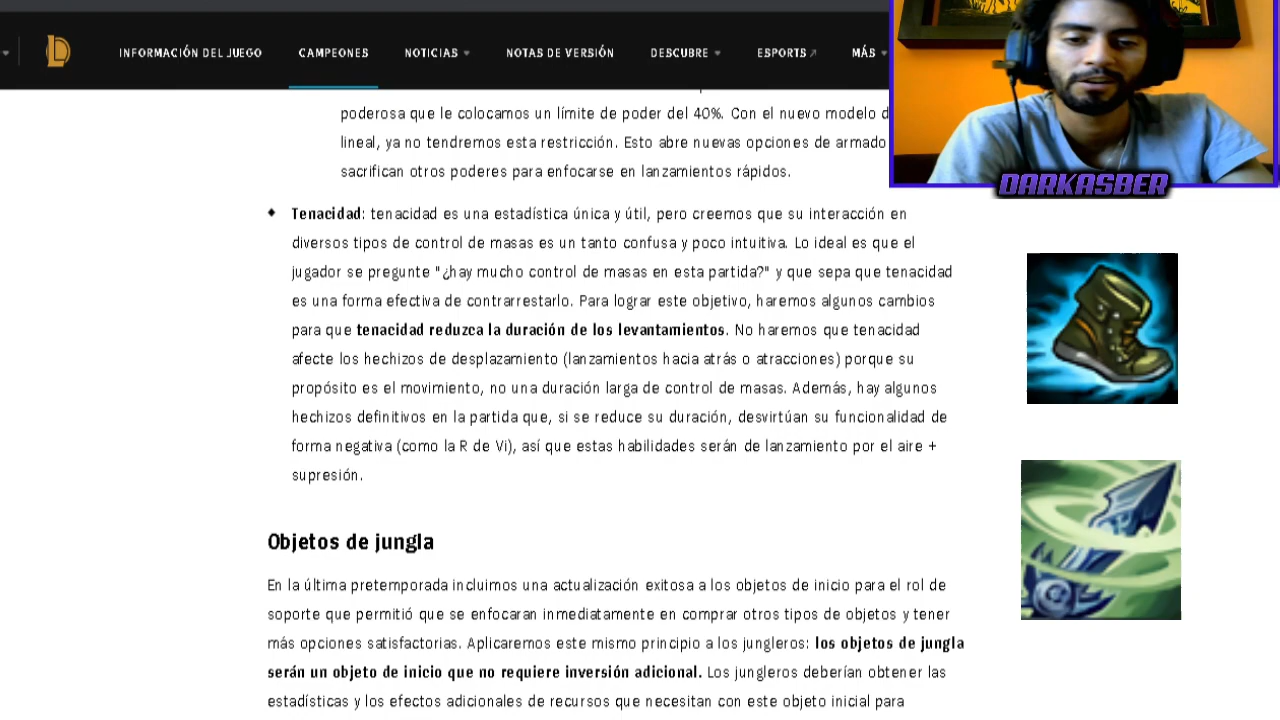 INFORMACIÓN DEL JUEGO CAMPEONES NOTICIAS NOTAS DE VERSIÓN DESCUBRE ESPORTS MÁS
poderosa que le colocamos un límite de poder del 40%. Con el nuevo modelo
lineal, ya no tendremos esta restricción. Esto abre nuevas opciones de armado
sacrifican otros poderes para enfocarse en lanzamientos rápidos.
DARKASBER
Tenacidad: tenacidad es una estadística única y útil, pero creemos que su interacción en
diversos tipos de control de masas es un tanto confusa y poco intuitiva. Lo ideal es que el
jugador se pregunte "¿hay mucho control de masas en esta partida?" y que sepa que tenacidad
es una forma efectiva de contrarrestarlo. Para lograr este objetivo, haremos algunos cambios
para que tenacidad reduzca la duración de los levantamientos. No haremos que tenacidad
afecte los hechizos de desplazamiento (lanzamientos hacia atrás o atracciones) porque su
propósito es el movimiento, no una duración larga de control de masas. Además, hay algunos
hechizos definitivos en la partida que, si se reduce su duración, desvirtúan su funcionalidad de
forma negativa (como la R de Vi), así que estas habilidades serán de lanzamiento por el aire +
supresión.
Objetos de jungla
En la última pretemporada incluimos una actualización exitosa a los objetos de inicio para el rol de
soporte que permitió que se enfocaran inmediatamente en comprar otros tipos de objetos y tener
más opciones satisfactorias. Aplicaremos este mismo principio a los jungleros: los objetos de jungla
serán un objeto de inicio que no requiere inversión adicional. Los jungleros deberían obtener las
estadísticas y los efectos adicionales de recursos que necesitan con este objeto inicial para